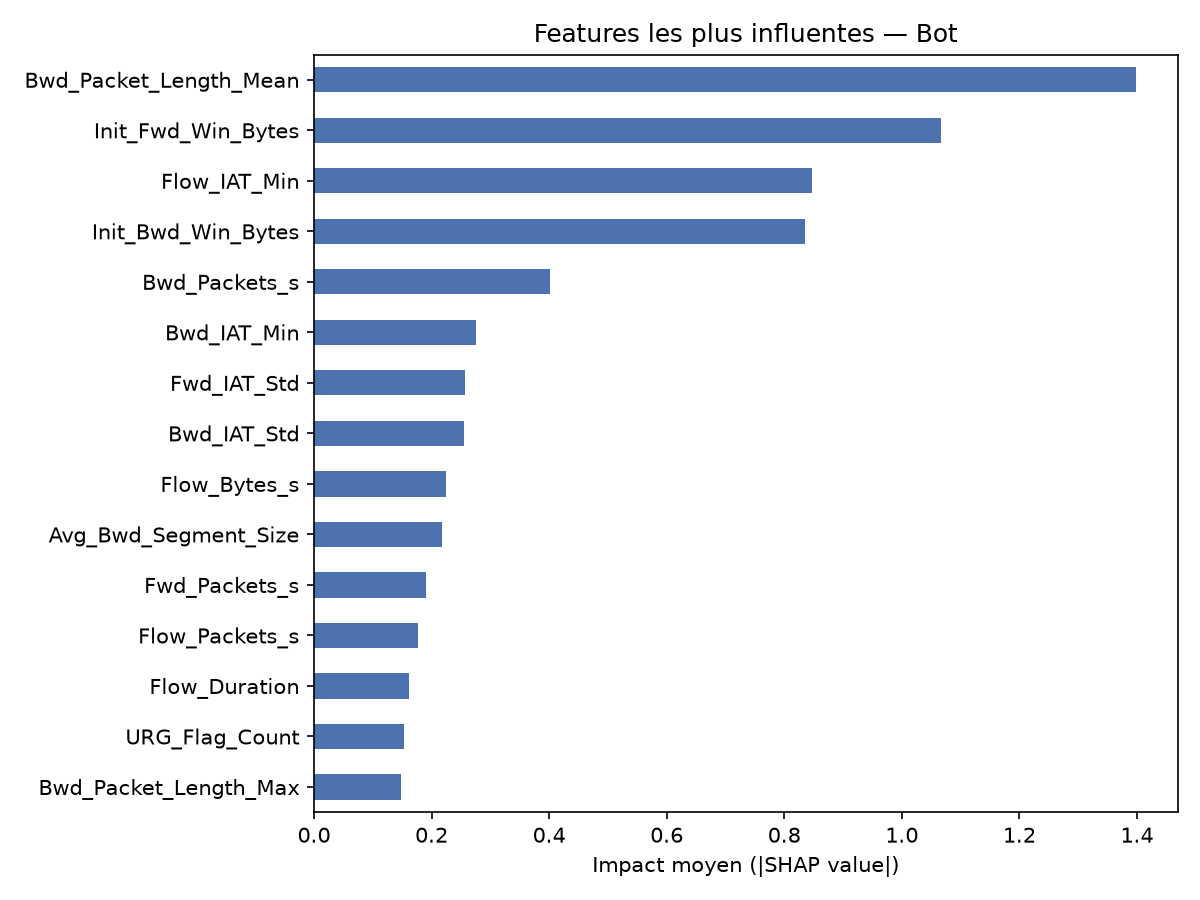 Features les plus influentes — Bot
Bwd_Packet_Length_Mean
Init_Fwd_Win_Bytes
Flow_IAT_Min
Init_Bwd_Win_Bytes
Bwd_Packets_s
Bwd_IAT_Min
Fwd_IAT_Std
Bwd_IAT_Std
Flow_Bytes_s
Avg_Bwd_Segment_Size
Fwd_Packets_s
Flow_Packets_s
Flow_Duration
URG_Flag_Count
Bwd_Packet_Length_Max
0.0 0.2 0.4 0.6 0.8 1.0 1.2 1.4
Impact moyen (|SHAP value|)